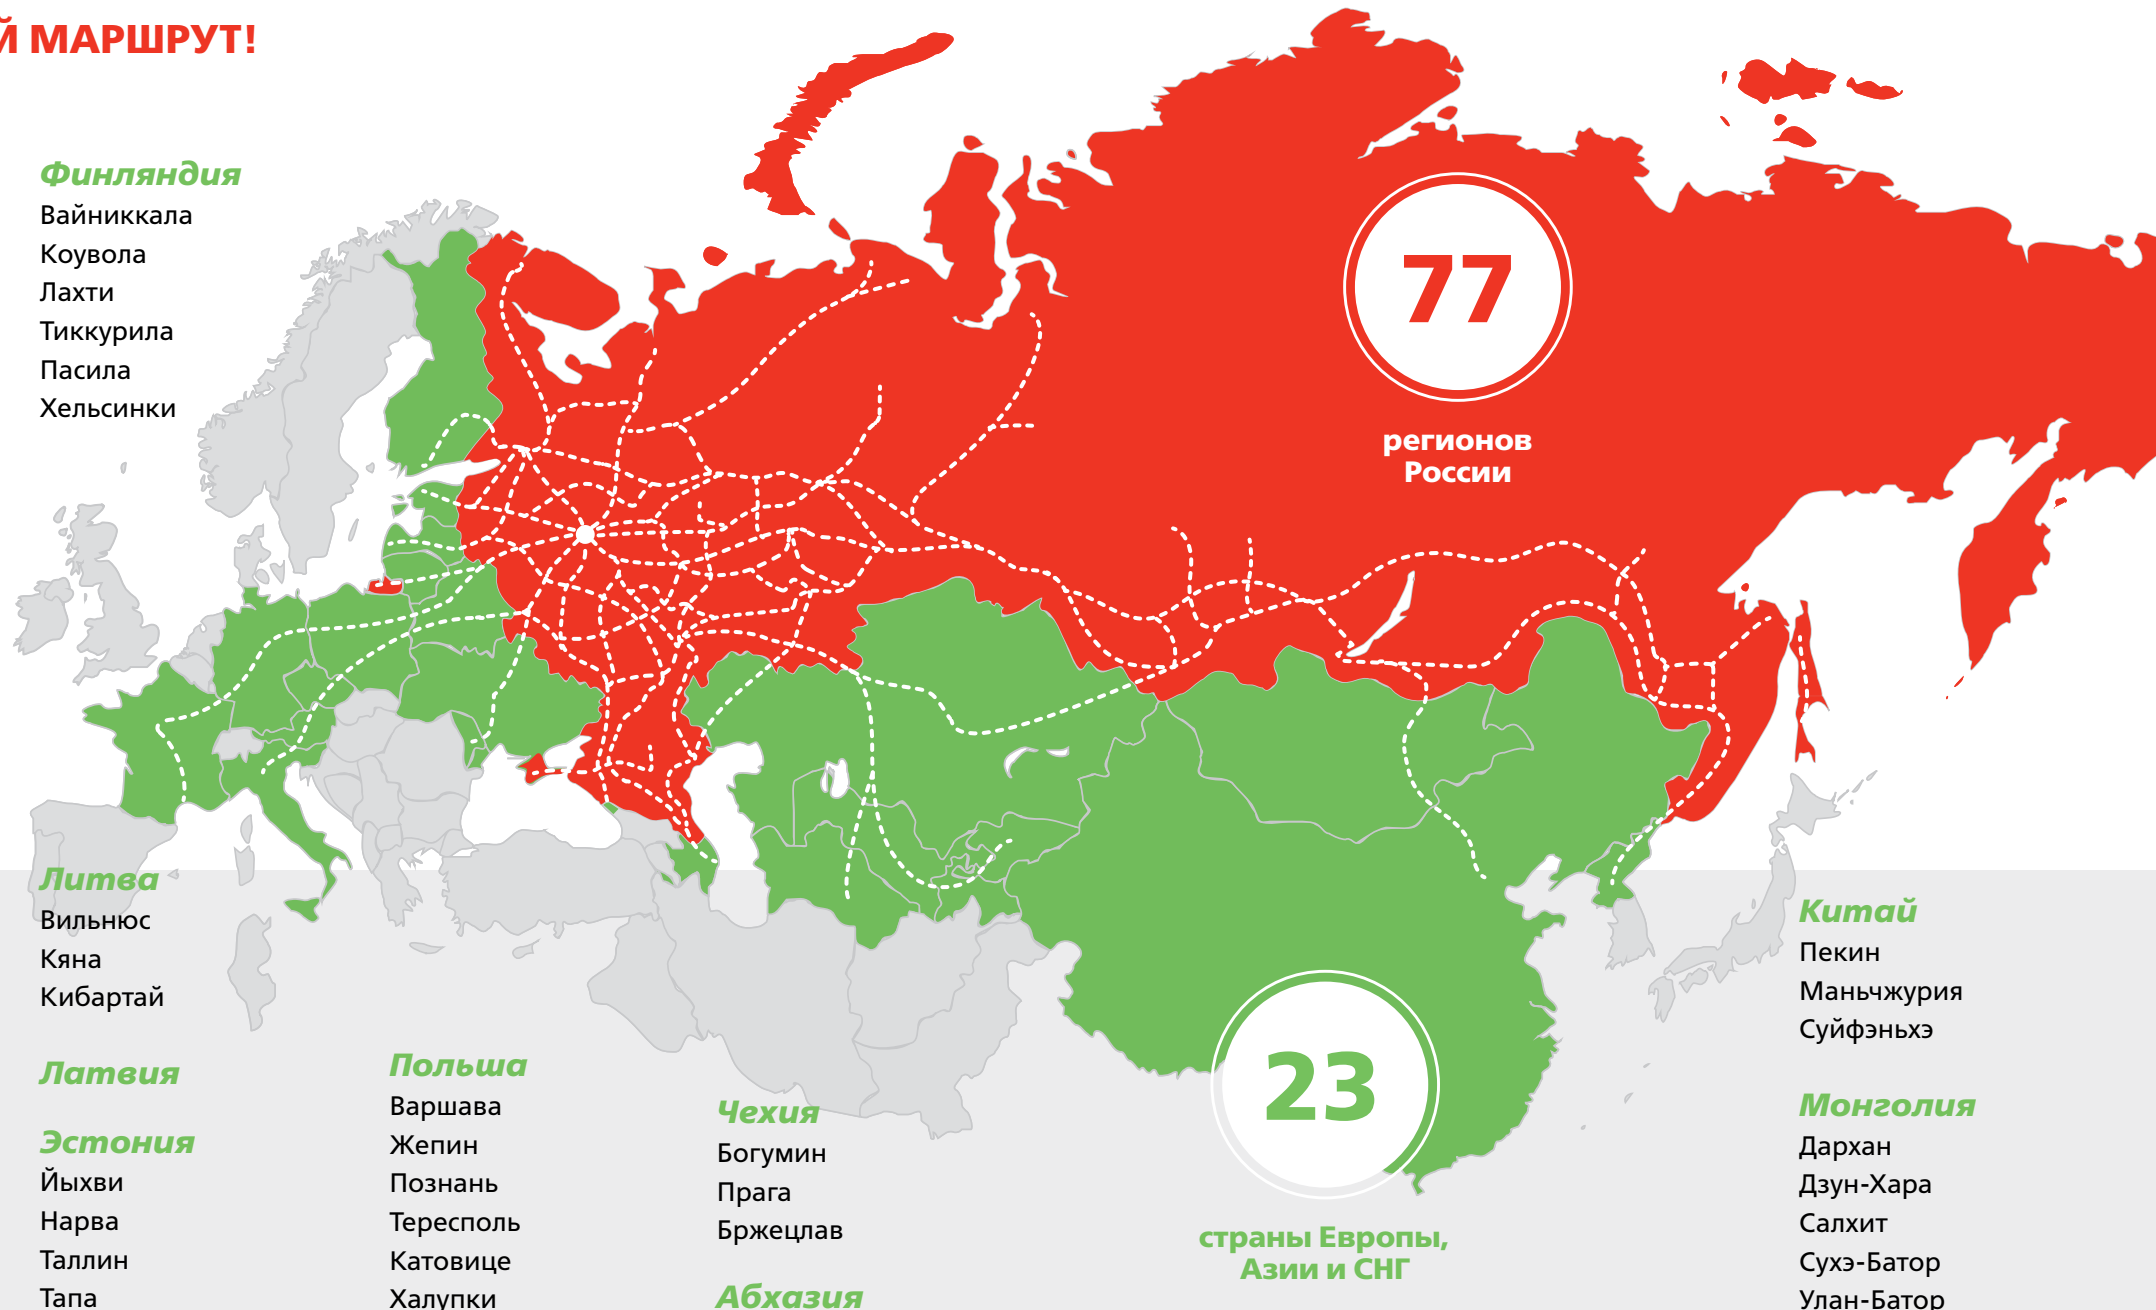 Й МАРШРУТ!
Финляндия
Вайниккала
Коувола
Лахти
Тиккурила
Пасила
Хельсинки
77
регионов
России
Литва
Вильнюс
Кяна
Кибартай
Латвия
Эстония
Йыхви
Нарва
Таллин
Тапа
Польша
Варшава
Жепин
Познань
Тересполь
Катовице
Халупки
Чехия
Богумин
Прага
Бржецлав
Абхазия
23
страны Европы,
Азии и СНГ
Китай
Пекин
Маньчжурия
Суйфэньхэ
Монголия
Дархан
Дзун-Хара
Салхит
Сухэ-Батор
Улан-Батор